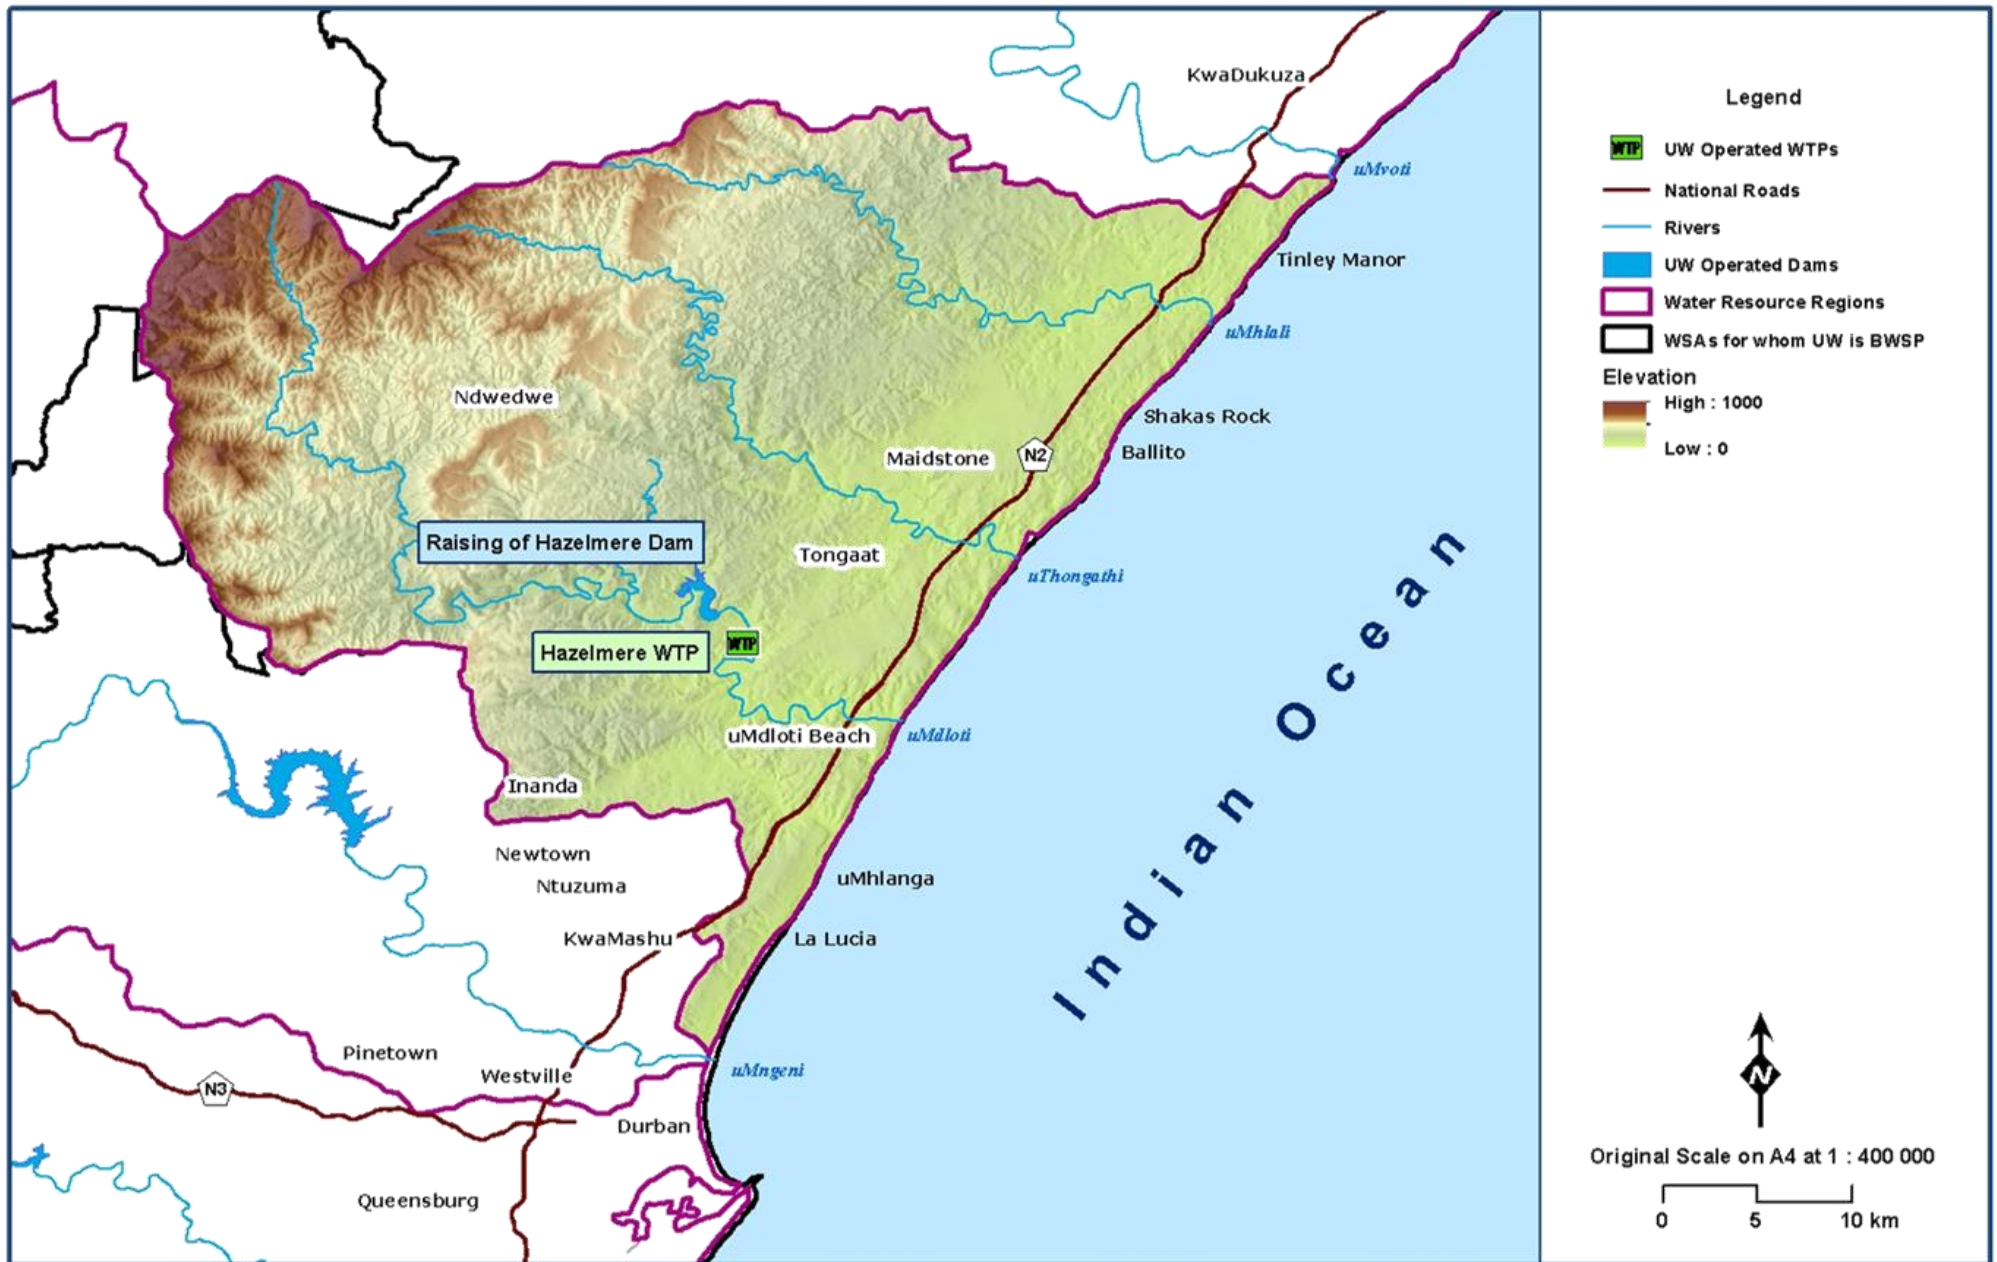 KwaDukuza
uMvoti
Tinley Manor
uMhlali
Ndwedwe
Shakas Rock
Maidstone
N2
Ballito
Raising of Hazelmere Dam
Tongaat
uThongathi
Hazelmere WTP
WTP
uMdloti Beach
uMdloti
Inanda
Newtown
Ntuzuma
uMhlanga
KwaMashu
La Lucia
Pinetown
Westville
uMngeni
N3
Durban
Queensburg
Indian Ocean
Legend
WTP UW Operated WTPs
National Roads
Rivers
UW Operated Dams
Water Resource Regions
WSAs for whom UW is BWSP
Elevation
High : 1000
Low : 0
N
Original Scale on A4 at 1 : 400 000
0 5 10 km